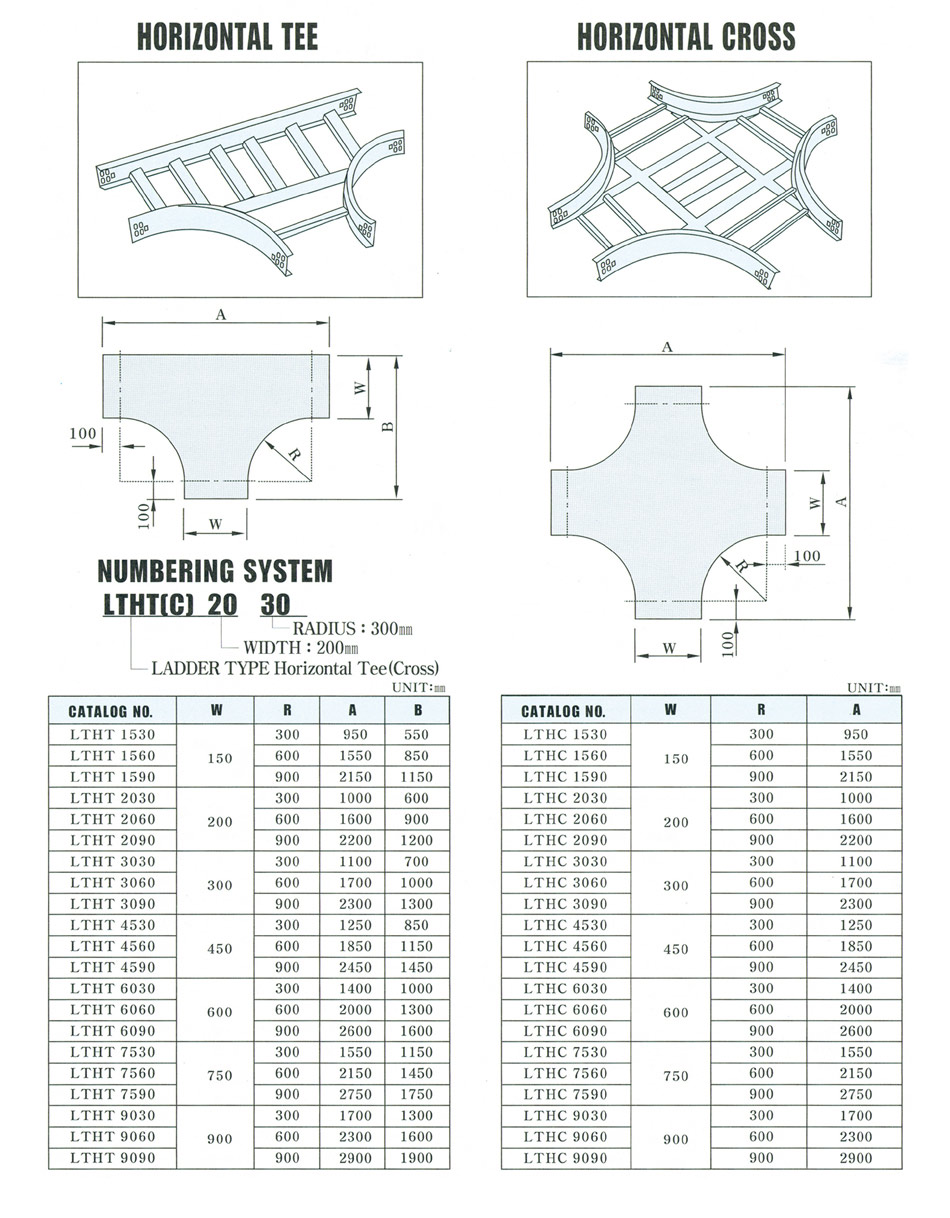 HORIZONTAL TEE
HORIZONTAL CROSS
A
W
B
100
R
100
W
A
W
A
100
R
100
W
NUMBERING SYSTEM
LTHT(C) 20 30
RADIUS : 300㎜
WIDTH : 200㎜
LADDER TYPE Horizontal Tee(Cross)
UNIT:㎜
CATALOG NO. W R A B
LTHT 1530 150 300 950 550
LTHT 1560 600 1550 850
LTHT 1590 900 2150 1150
LTHT 2030 200 300 1000 600
LTHT 2060 600 1600 900
LTHT 2090 900 2200 1200
LTHT 3030 300 300 1100 700
LTHT 3060 600 1700 1000
LTHT 3090 900 2300 1300
LTHT 4530 450 300 1250 850
LTHT 4560 600 1850 1150
LTHT 4590 900 2450 1450
LTHT 6030 600 300 1400 1000
LTHT 6060 600 2000 1300
LTHT 6090 900 2600 1600
LTHT 7530 750 300 1550 1150
LTHT 7560 600 2150 1450
LTHT 7590 900 2750 1750
LTHT 9030 900 300 1700 1300
LTHT 9060 600 2300 1600
LTHT 9090 900 2900 1900
UNIT:㎜
CATALOG NO. W R A
LTHC 1530 150 300 950
LTHC 1560 600 1550
LTHC 1590 900 2150
LTHC 2030 200 300 1000
LTHC 2060 600 1600
LTHC 2090 900 2200
LTHC 3030 300 300 1100
LTHC 3060 600 1700
LTHC 3090 900 2300
LTHC 4530 450 300 1250
LTHC 4560 600 1850
LTHC 4590 900 2450
LTHC 6030 600 300 1400
LTHC 6060 600 2000
LTHC 6090 900 2600
LTHC 7530 750 300 1550
LTHC 7560 600 2150
LTHC 7590 900 2750
LTHC 9030 900 300 1700
LTHC 9060 600 2300
LTHC 9090 900 2900